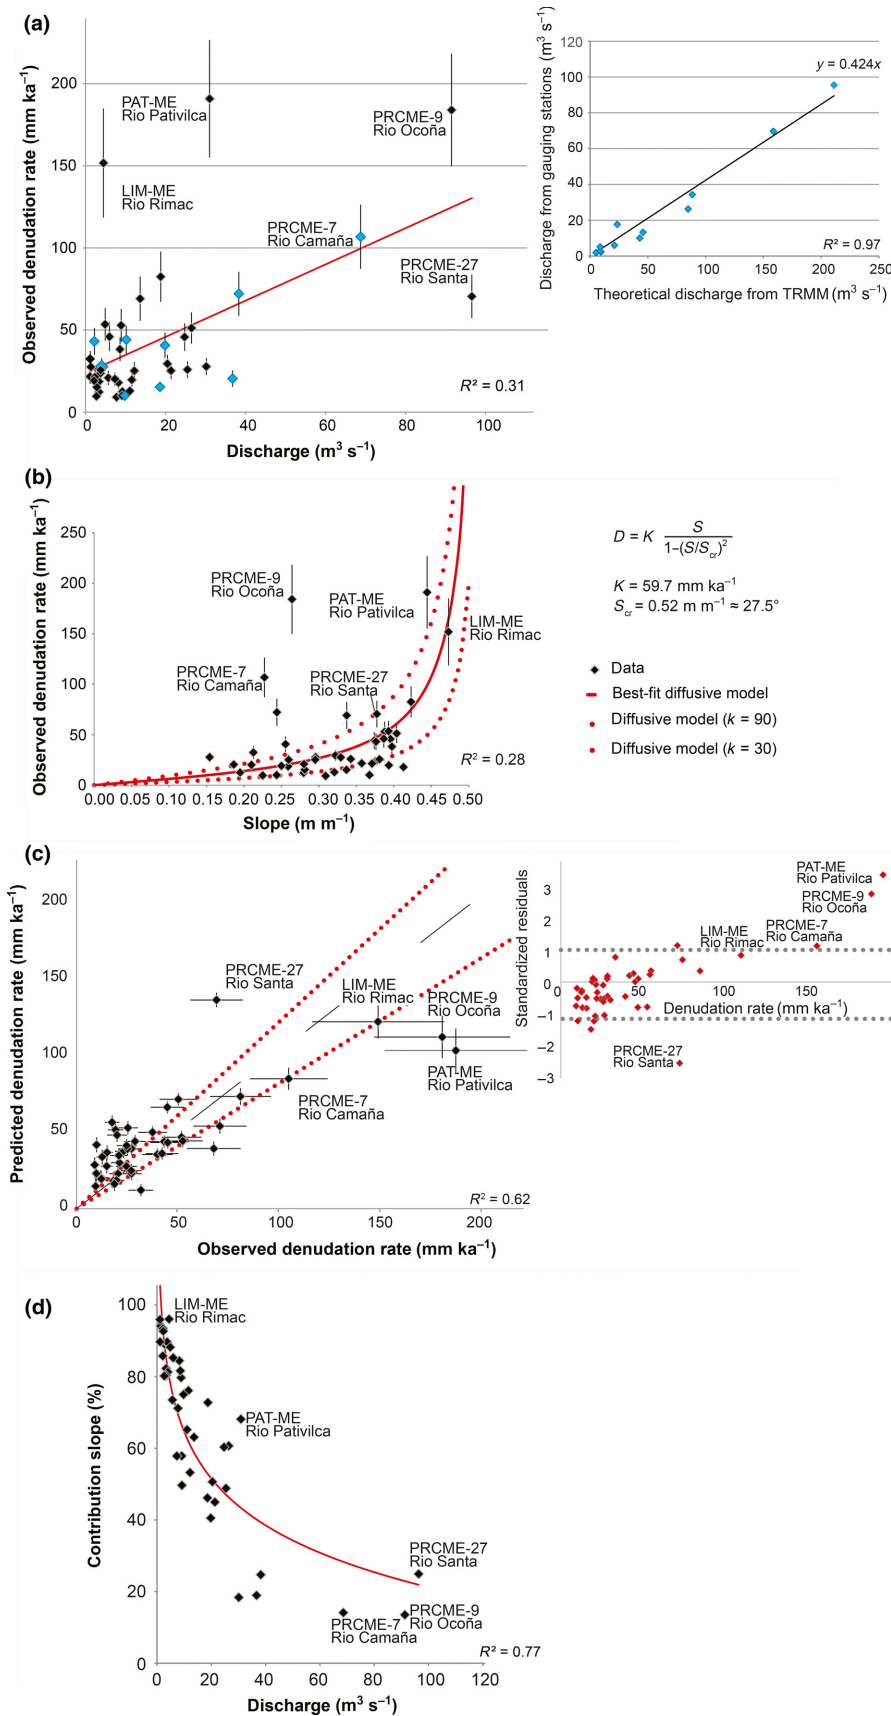 (a)
Observed denudation rate (mm ka⁻¹)
200
150
100
50
0
PAT-ME
Rio Pativilca
PRCME-9
Rio Ocoña
LIM-ME
Rio Rimac
PRCME-7
Rio Camaña
PRCME-27
Rio Santa
R² = 0.31
0 20 40 60 80 100
Discharge (m³ s⁻¹)
Discharge from gauging stations (m³ s⁻¹)
120
100
80
60
40
20
0
y = 0.424x
R² = 0.97
0 50 100 150 200 250
Theoretical discharge from TRMM (m³ s⁻¹)
(b)
Observed denudation rate (mm ka⁻¹)
250
200
150
100
50
0
PRCME-9
Rio Ocoña
PAT-ME
Rio Pativilca
LIM-ME
Rio Rimac
PRCME-7
Rio Camaña
PRCME-27
Rio Santa
R² = 0.28
0.00 0.05 0.10 0.15 0.20 0.25 0.30 0.35 0.40 0.45 0.50
Slope (m m⁻¹)
D = K S
1–(S/Scr)²
K = 59.7 mm ka⁻¹
Scr = 0.52 m m⁻¹ ≈ 27.5°
Data
Best-fit diffusive model
Diffusive model (k = 90)
Diffusive model (k = 30)
(c)
Predicted denudation rate (mm ka⁻¹)
200
150
100
50
0
PRCME-27
Rio Santa
LIM-ME
Rio Rimac
PRCME-9
Rio Ocoña
PAT-ME
Rio Pativilca
PRCME-7
Rio Camaña
R² = 0.62
0 50 100 150 200
Observed denudation rate (mm ka⁻¹)
Standardized residuals
3
2
1
0
–1
–2
–3
PAT-ME
Rio Pativilca
PRCME-9
Rio Ocoña
PRCME-7
Rio Camaña
LIM-ME
Rio Rimac
50 100 150
Denudation rate (mm ka⁻¹)
PRCME-27
Rio Santa
(d)
Contribution slope (%)
100
80
60
40
20
0
LIM-ME
Rio Rimac
PAT-ME
Rio Pativilca
PRCME-27
Rio Santa
PRCME-7
Rio Camaña
PRCME-9
Rio Ocoña
R² = 0.77
0 20 40 60 80 100 120
Discharge (m³ s⁻¹)